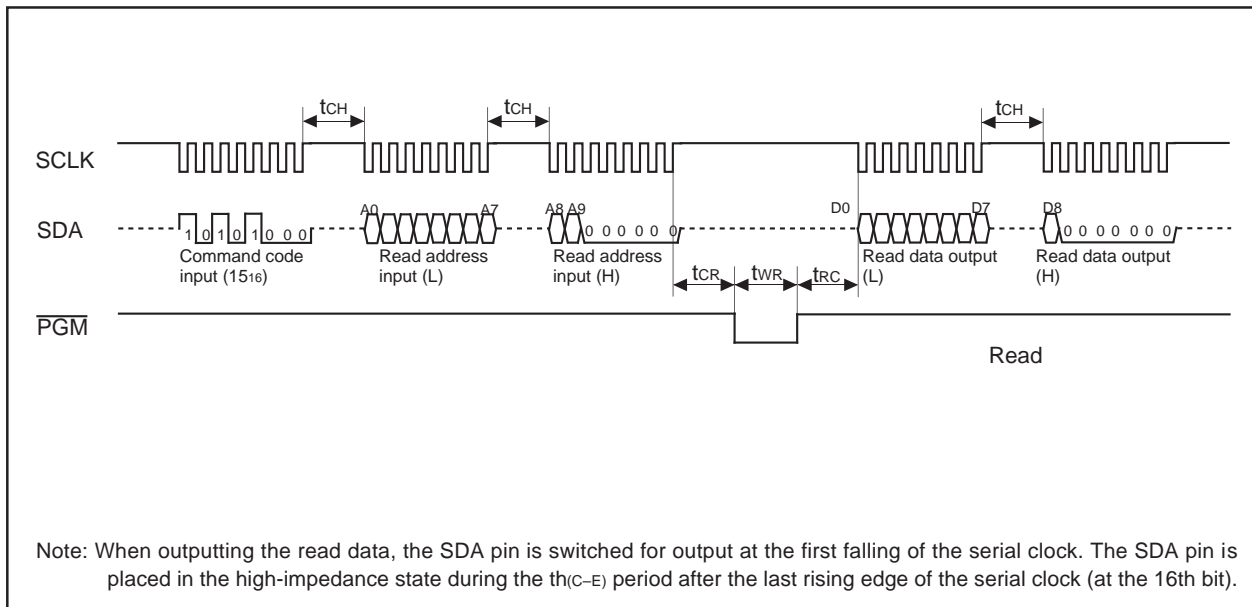 tCH tCH tCH
SCLK
A0 A7 A8 A9 D0 D7 D8
SDA
1 0 1 0 1 0 0 0 0 0 0 0 0 0 0 0 0 0 0 0 0
Command code
input (1516)
Read address
input (L)
Read address
input (H)
Read data output
(L)
Read data output
(H)
tCR tWR tRC
PGM
Read
Note: When outputting the read data, the SDA pin is switched for output at the first falling of the serial clock. The SDA pin is
placed in the high-impedance state during the th(C–E) period after the last rising edge of the serial clock (at the 16th bit).